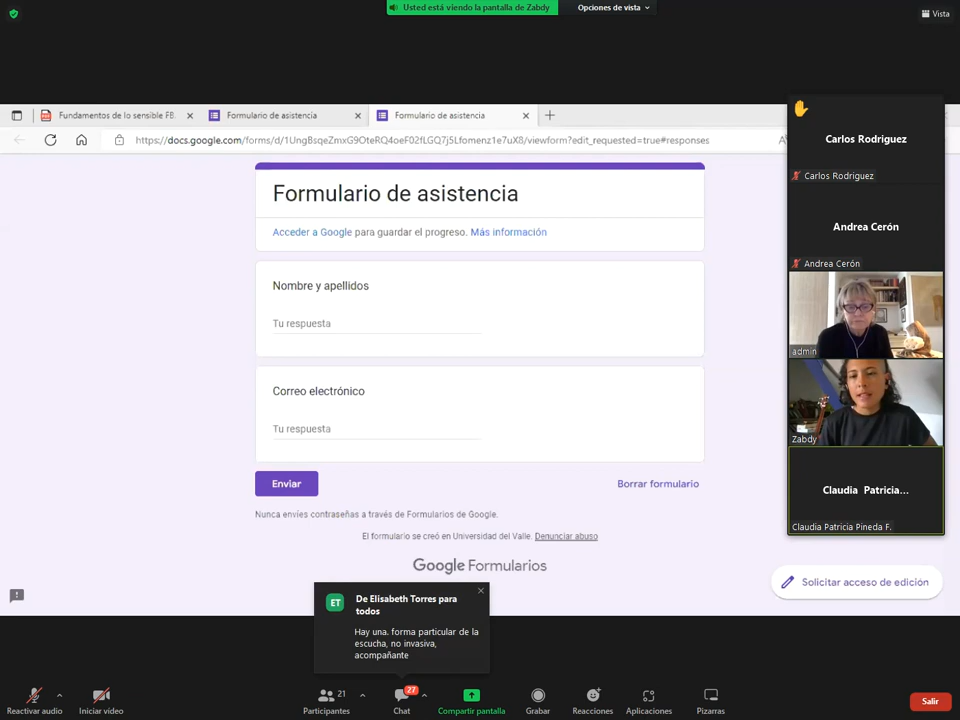 Usted está viendo la pantalla de Zabdy
Opciones de vista
Vista
Fundamentos de lo sensible FB.
Formulario de asistencia
Formulario de asistencia
https://docs.google.com/forms/d/1UngBsqeZmxG9OteRQ4oeF02fLGQ7j5Lfomenz1e7uX8/viewform?edit_requested=true#responses
Formulario de asistencia
Acceder a Google para guardar el progreso. Más información
Nombre y apellidos
Tu respuesta
Correo electrónico
Tu respuesta
Enviar
Borrar formulario
Nunca envíes contraseñas a través de Formularios de Google.
El formulario se creó en Universidad del Valle. Denunciar abuso
Google Formularios
Solicitar acceso de edición
Carlos Rodriguez
Carlos Rodriguez
Andrea Cerón
Andrea Cerón
admin
Zabdy
Claudia Patricia...
Claudia Patricia Pineda F.
ET
De Elisabeth Torres para
todos
Hay una. forma particular de la
escucha, no invasiva,
acompañante
Reactivar audio
Iniciar video
21
Participantes
27
Chat
Compartir pantalla
Grabar
Reacciones
Aplicaciones
Pizarras
Salir